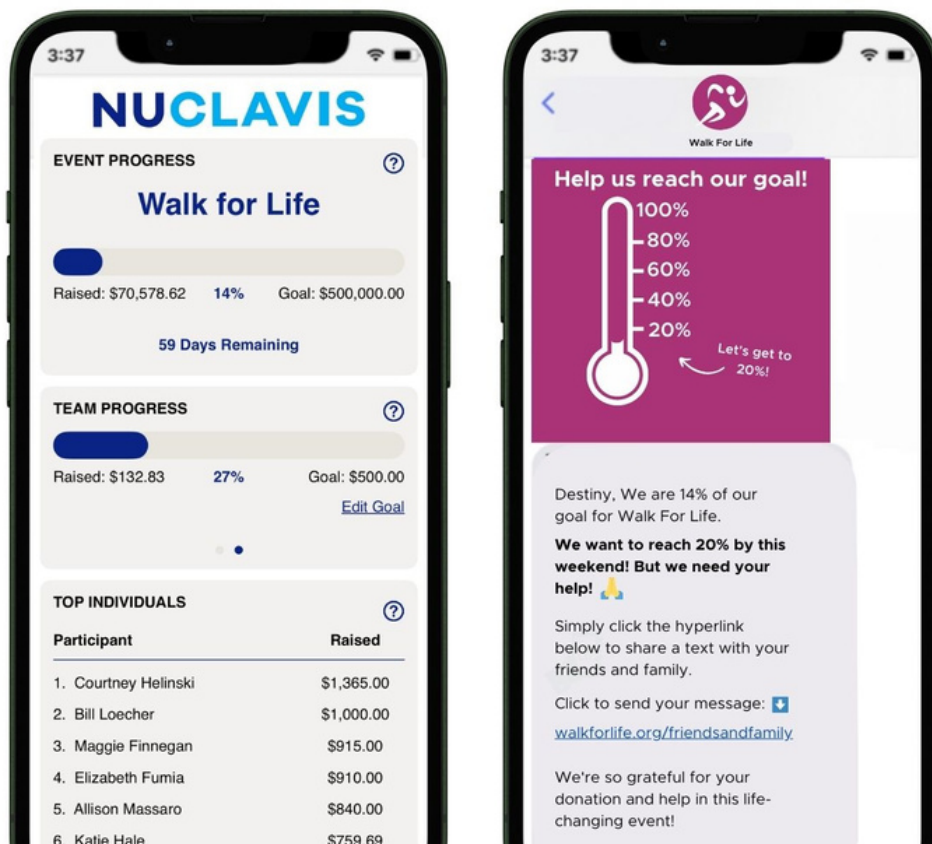 3:37
NUCLAVIS
EVENT PROGRESS ?
Walk for Life
Raised: $70,578.62 14% Goal: $500,000.00
59 Days Remaining
TEAM PROGRESS ?
Raised: $132.83 27% Goal: $500.00
Edit Goal
TOP INDIVIDUALS ?
Participant Raised
1. Courtney Helinski $1,365.00
2. Bill Loecher $1,000.00
3. Maggie Finnegan $915.00
4. Elizabeth Fumia $910.00
5. Allison Massaro $840.00
6. Katie Hale $759.69
3:37
Walk For Life
Help us reach our goal!
100%
80%
60%
40%
20%
Let's get to
20%!
Destiny, We are 14% of our
goal for Walk For Life.
We want to reach 20% by this
weekend! But we need your
help! 🙏
Simply click the hyperlink
below to share a text with your
friends and family.
Click to send your message: ⬇️
walkforlife.org/friendsandfamily
We're so grateful for your
donation and help in this life-
changing event!